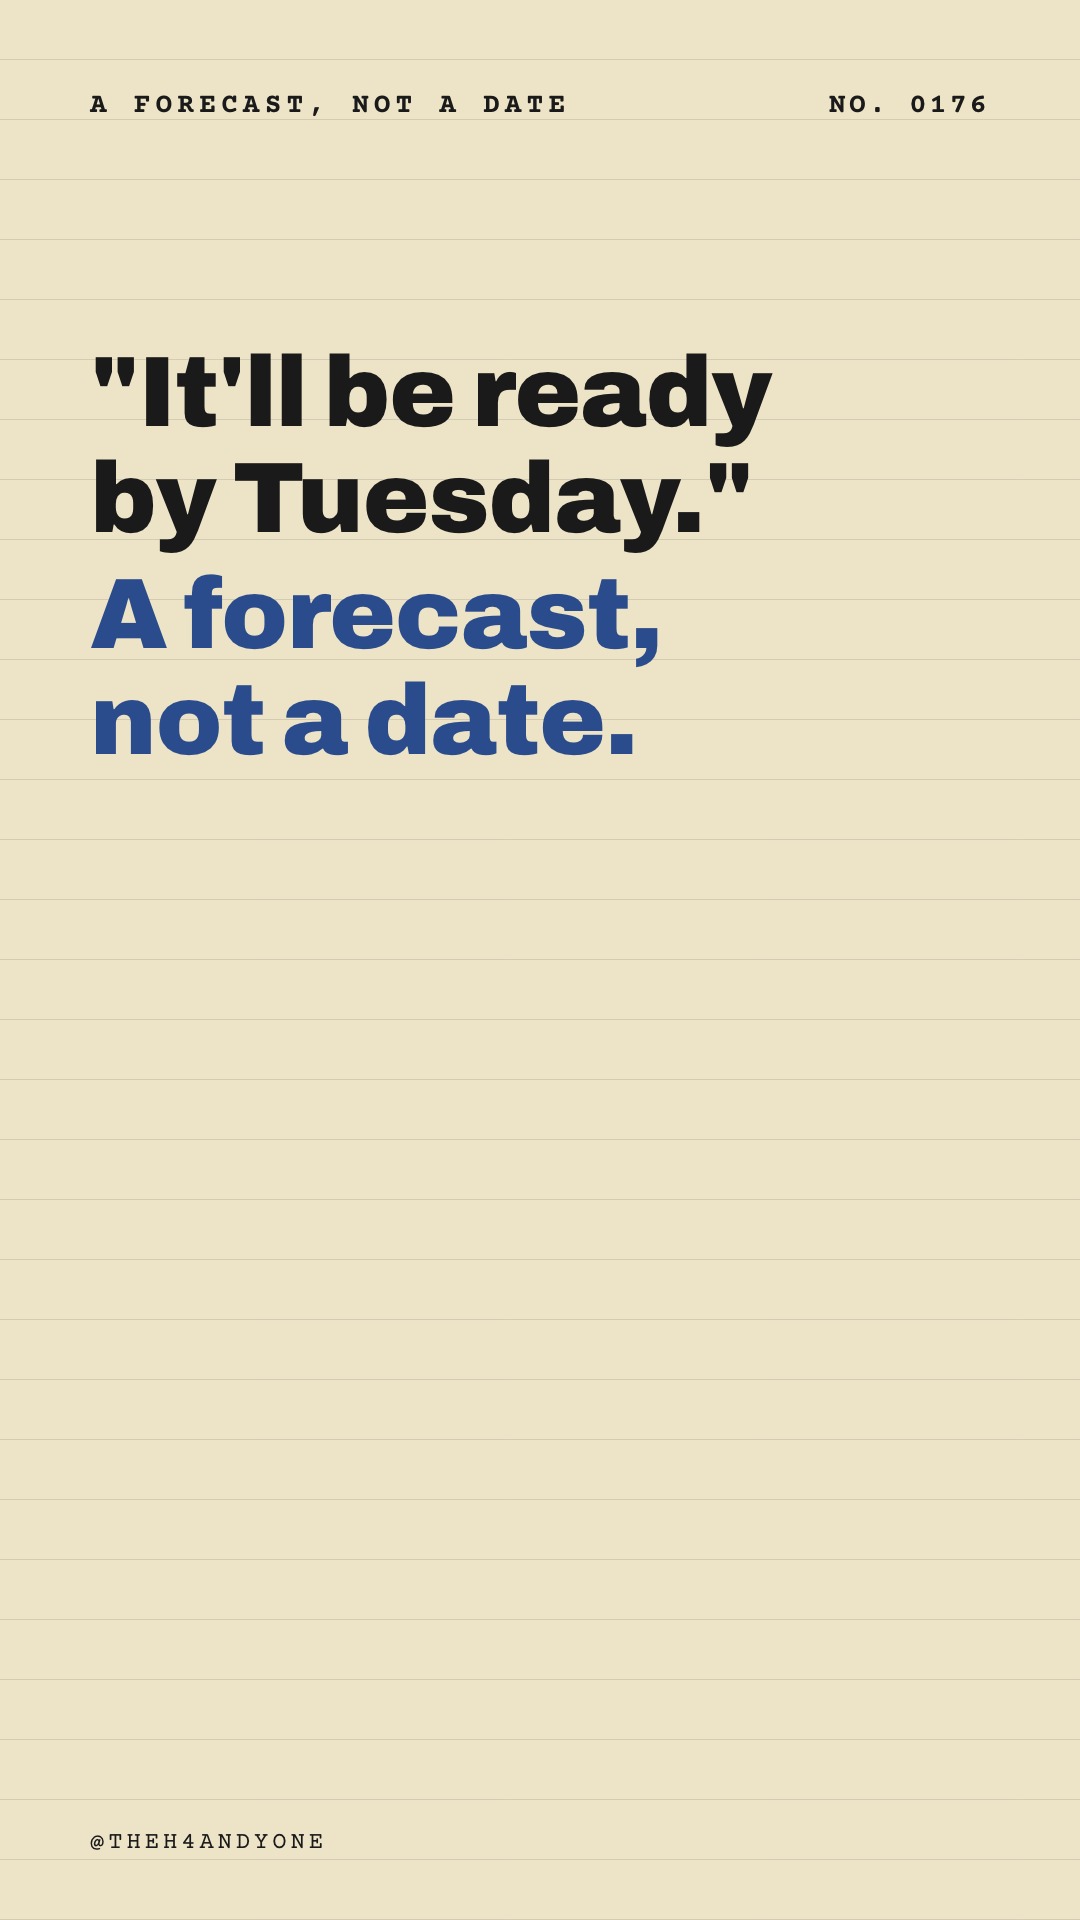 A FORECAST, NOT A DATE
NO. 0176
"It'll be ready
by Tuesday."
A forecast,
not a date.
@THEH4ANDYONE